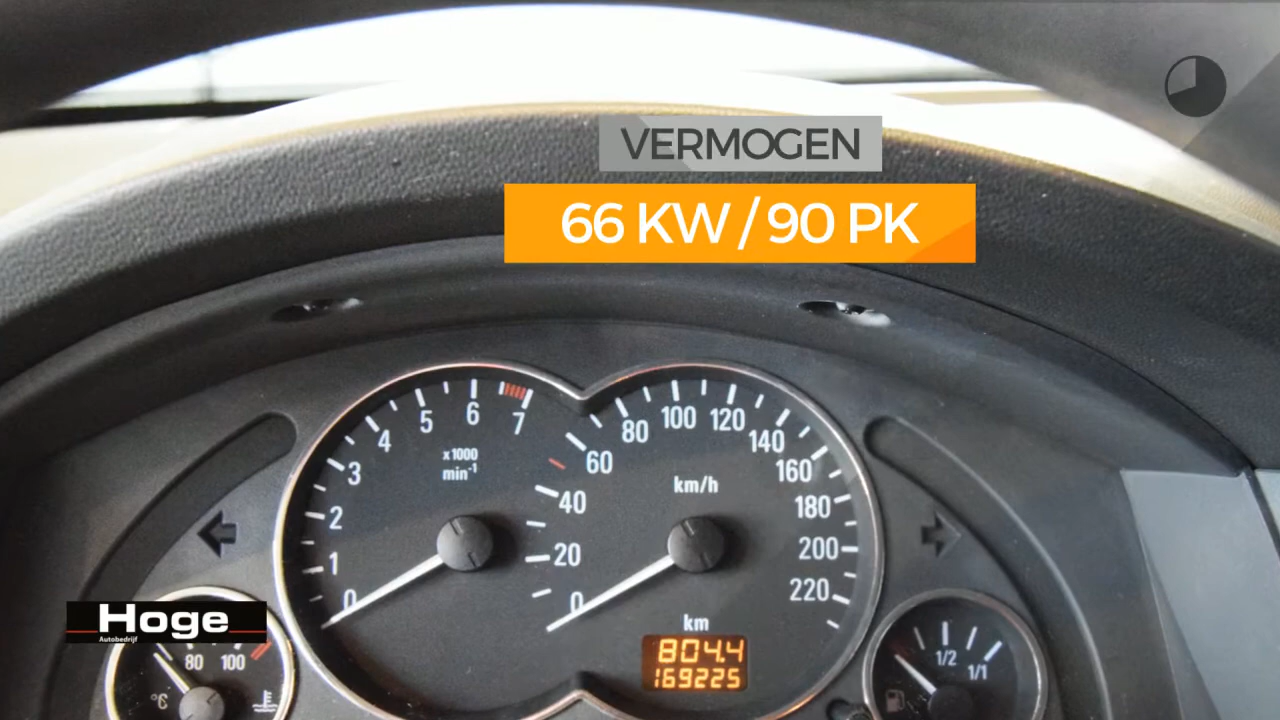 VERMOGEN
66 KW / 90 PK
0 1 2 3 4 5 6 7
x1000
min-1
0 20 40 60 80 100 120 140 160 180 200 220
km/h
km
804.4
169225
Hoge
Autobedrijf
80 100
°C
1/2 1/1